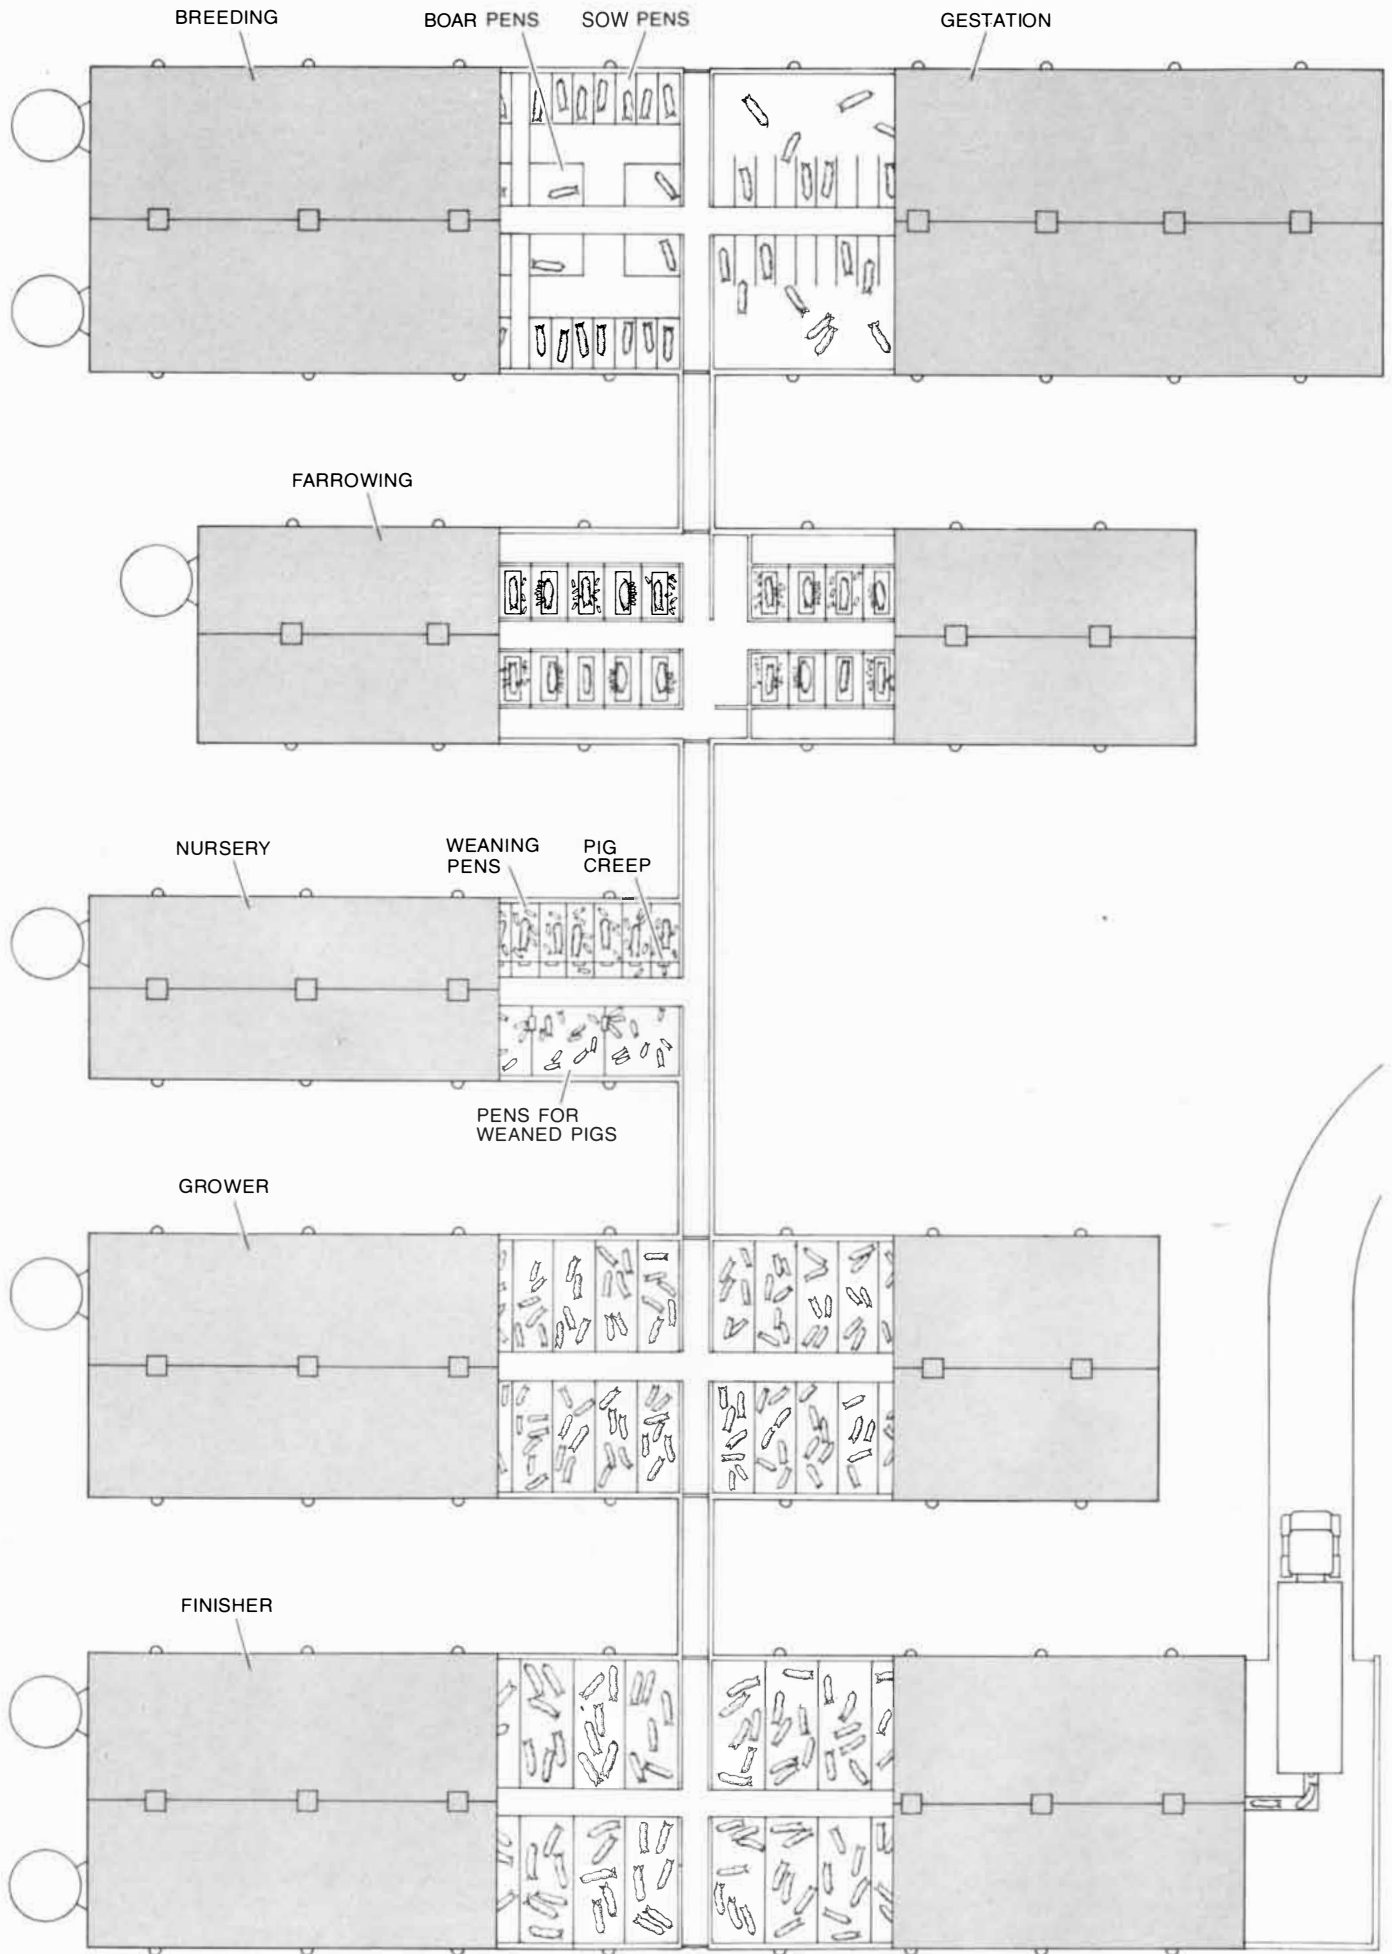 BREEDING
BOAR PENS
SOW PENS
GESTATION
FARROWING
NURSERY
WEANING
PENS
PIG
CREEP
PENS FOR
WEANED PIGS
GROWER
FINISHER